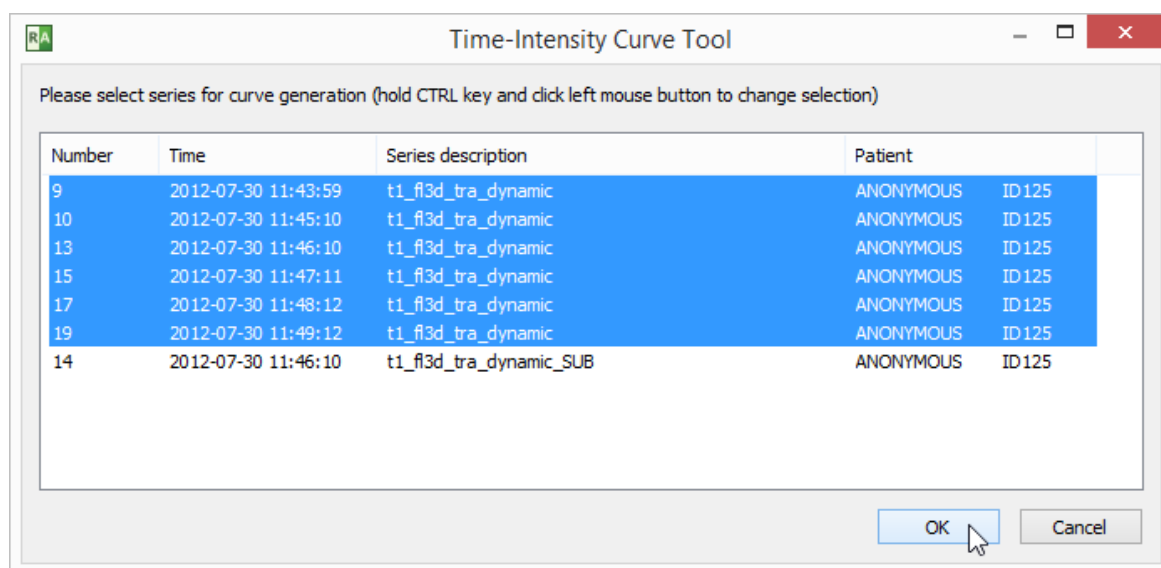 RA Time-Intensity Curve Tool
Please select series for curve generation (hold CTRL key and click left mouse button to change selection)
Number Time Series description Patient
9 2012-07-30 11:43:59 t1_fl3d_tra_dynamic ANONYMOUS ID125
10 2012-07-30 11:45:10 t1_fl3d_tra_dynamic ANONYMOUS ID125
13 2012-07-30 11:46:10 t1_fl3d_tra_dynamic ANONYMOUS ID125
15 2012-07-30 11:47:11 t1_fl3d_tra_dynamic ANONYMOUS ID125
17 2012-07-30 11:48:12 t1_fl3d_tra_dynamic ANONYMOUS ID125
19 2012-07-30 11:49:12 t1_fl3d_tra_dynamic ANONYMOUS ID125
14 2012-07-30 11:46:10 t1_fl3d_tra_dynamic_SUB ANONYMOUS ID125
OK Cancel